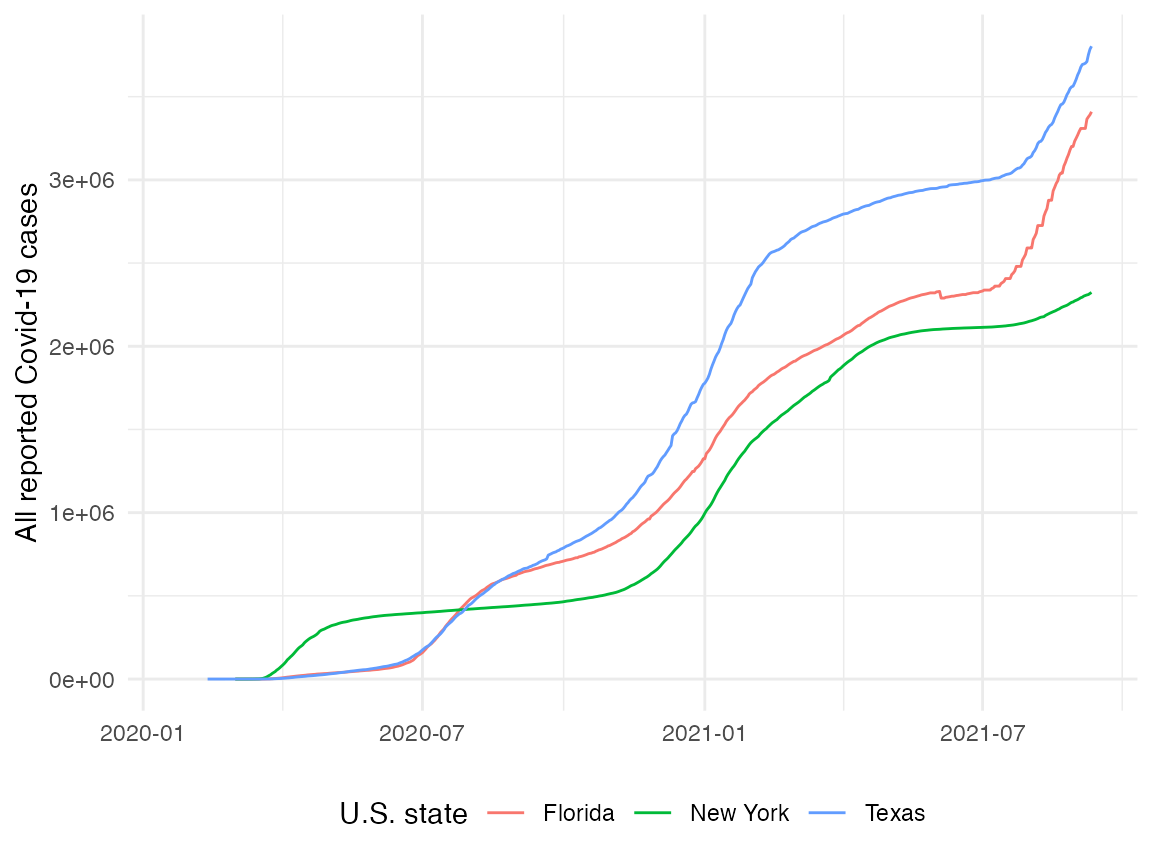 All reported Covid-19 cases
3e+06
2e+06
1e+06
0e+00
2020-01 2020-07 2021-01 2021-07
U.S. state Florida New York Texas